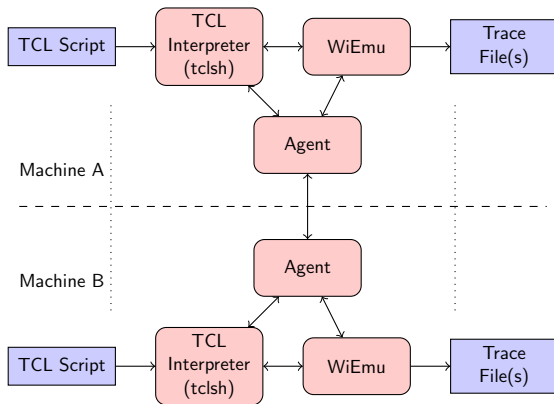 TCL Script
TCL
Interpreter
(tclsh)
WiEmu
Trace
File(s)
Agent
Machine A
Agent
Machine B
TCL Script
TCL
Interpreter
(tclsh)
WiEmu
Trace
File(s)